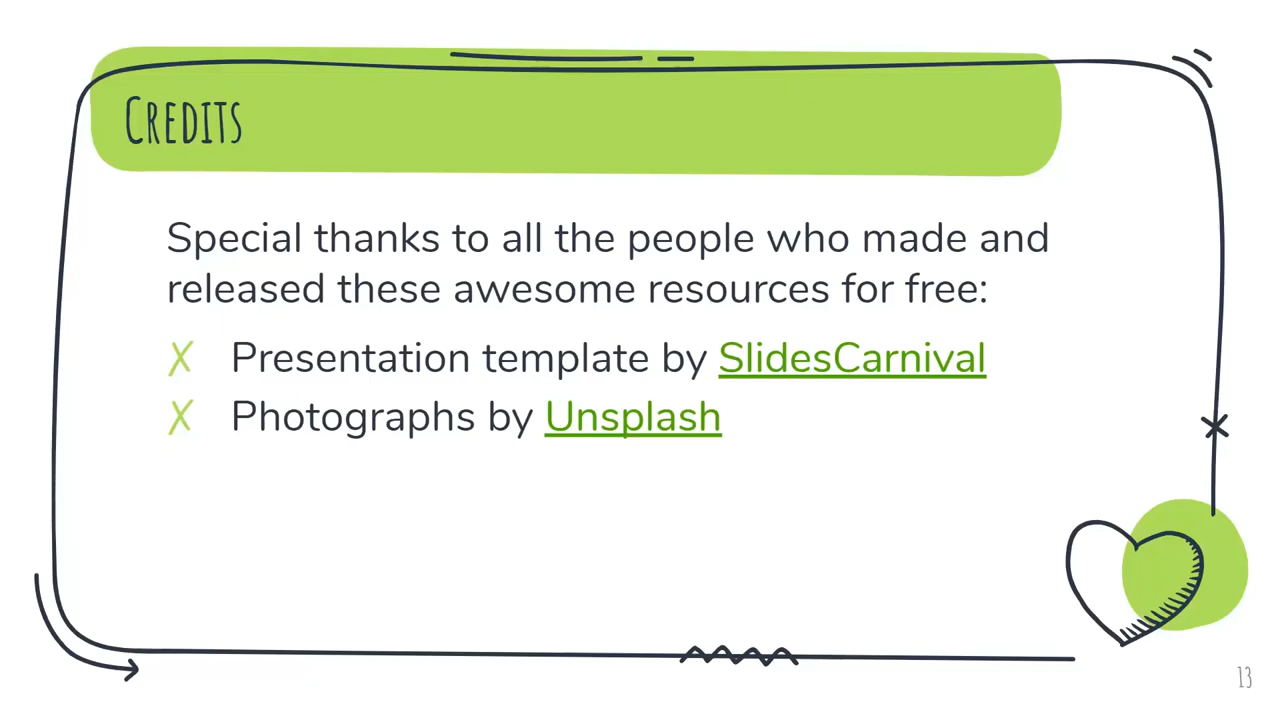 Credits
Special thanks to all the people who made and
released these awesome resources for free:
✗ Presentation template by SlidesCarnival
✗ Photographs by Unsplash
13